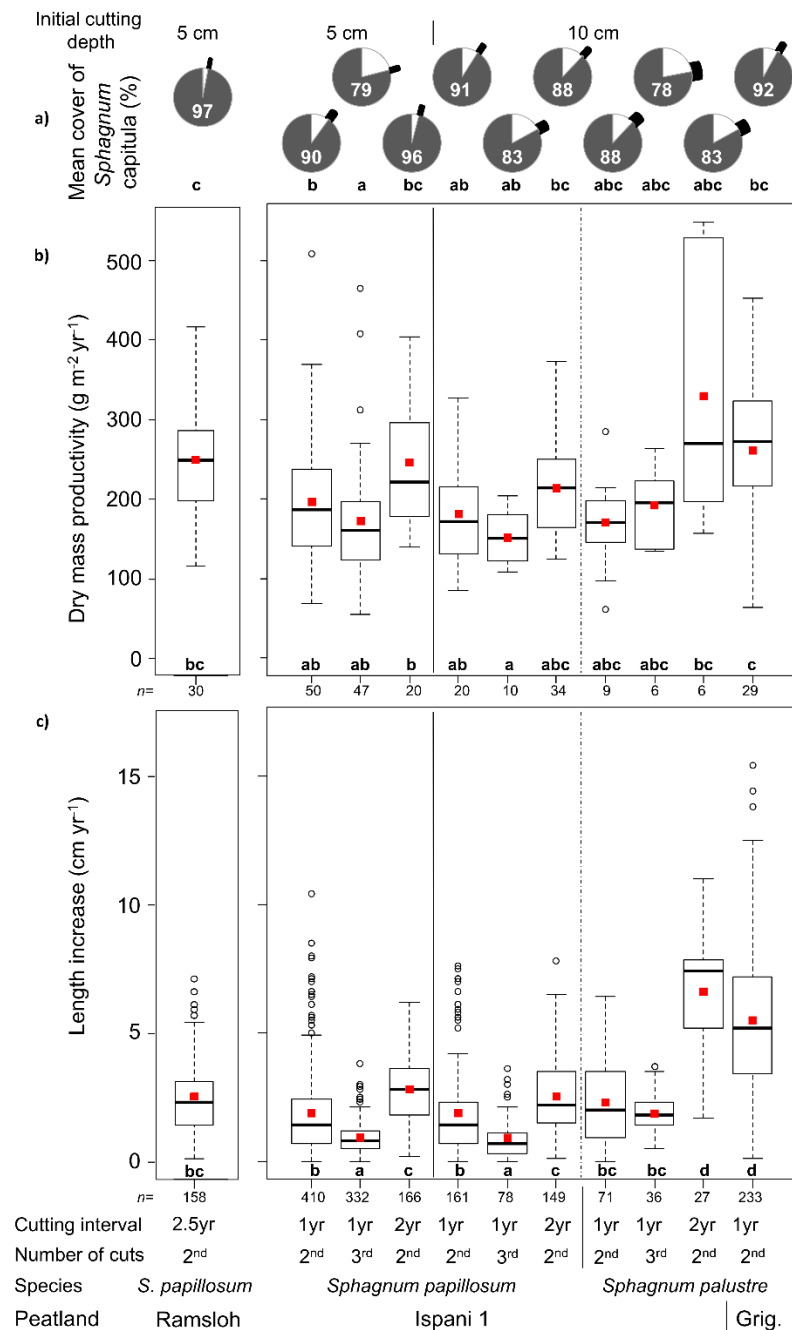 Initial cutting depth 5 cm 5 cm 10 cm
a) Mean cover of Sphagnum capitula (%)
79 91 88 78 92
97
90 96 83 88 83
c b a bc ab ab bc abc abc abc bc
b) Dry mass productivity (g m-2 yr-1)
500
400
300
200
100
0
bc ab ab b ab a abc abc abc bc c
n= 30 50 47 20 20 10 34 9 6 6 29
c) Length increase (cm yr-1)
15
10
5
0
bc b a c b a c bc bc d d
n= 158 410 332 166 161 78 149 71 36 27 233
Cutting interval 2.5yr 1yr 1yr 2yr 1yr 1yr 2yr 1yr 1yr 2yr 1yr
Number of cuts 2nd 2nd 3rd 2nd 2nd 3rd 2nd 2nd 3rd 2nd 2nd
Species S. papillosum Sphagnum papillosum Sphagnum palustre
Peatland Ramsloh Ispani 1 Grig.